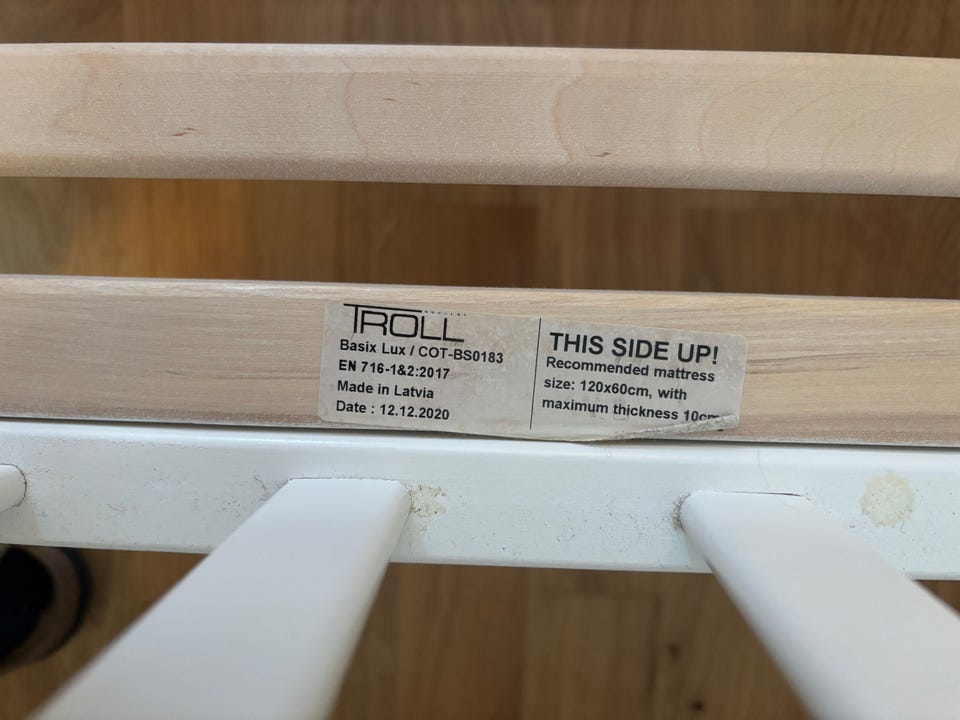 TROLL
Basix Lux / COT-BS0183
EN 716-1&2:2017
Made in Latvia
Date : 12.12.2020
THIS SIDE UP!
Recommended mattress
size: 120x60cm, with
maximum thickness 10cm